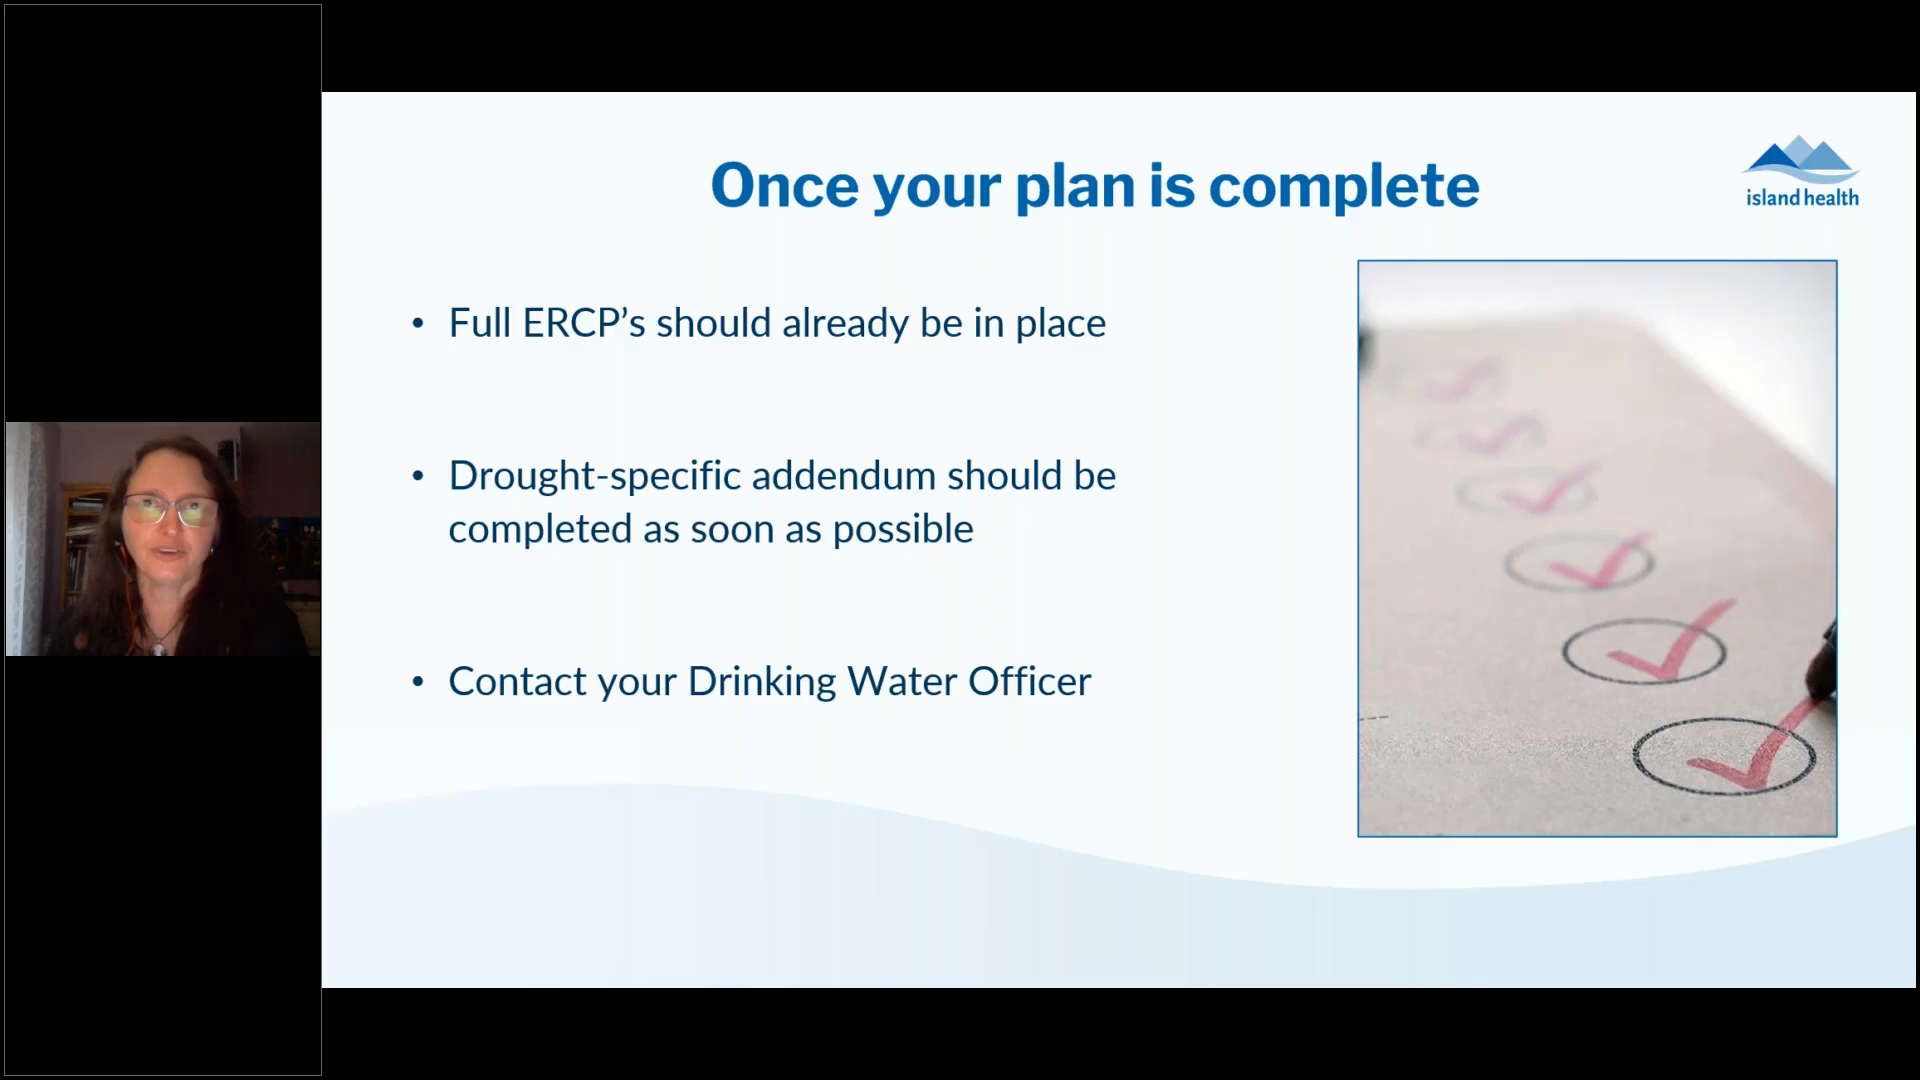 Once your plan is complete
island health
• Full ERCP’s should already be in place
• Drought-specific addendum should be
completed as soon as possible
• Contact your Drinking Water Officer